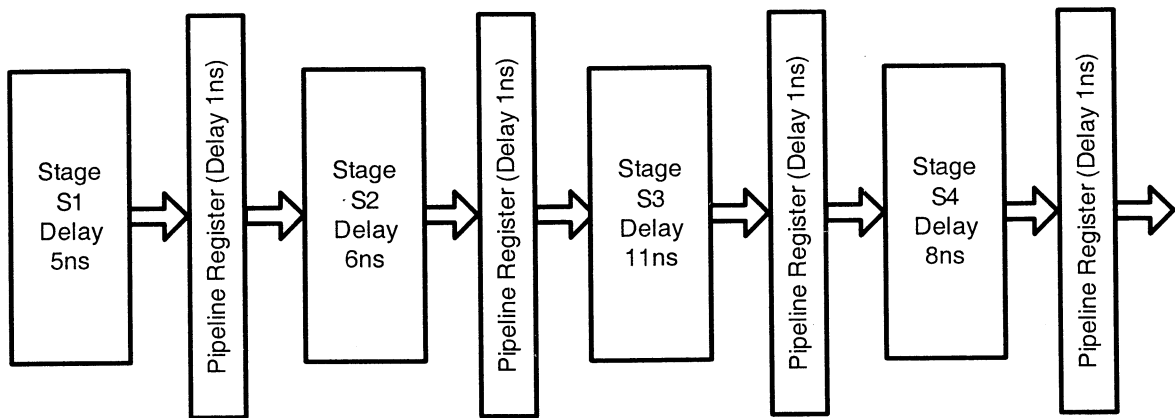 Stage
S1
Delay
5ns
Pipeline Register (Delay 1ns)
Stage
S2
Delay
6ns
Pipeline Register (Delay 1ns)
Stage
S3
Delay
11ns
Pipeline Register (Delay 1ns)
Stage
S4
Delay
8ns
Pipeline Register (Delay 1ns)